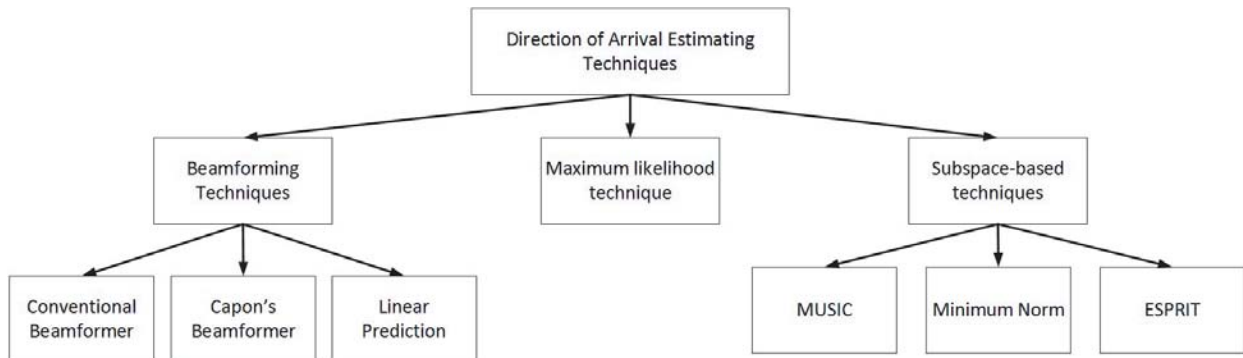 Direction of Arrival Estimating
Techniques
Beamforming
Techniques
Maximum likelihood
technique
Subspace-based
techniques
Conventional
Beamformer
Capon's
Beamformer
Linear
Prediction
MUSIC
Minimum Norm
ESPRIT